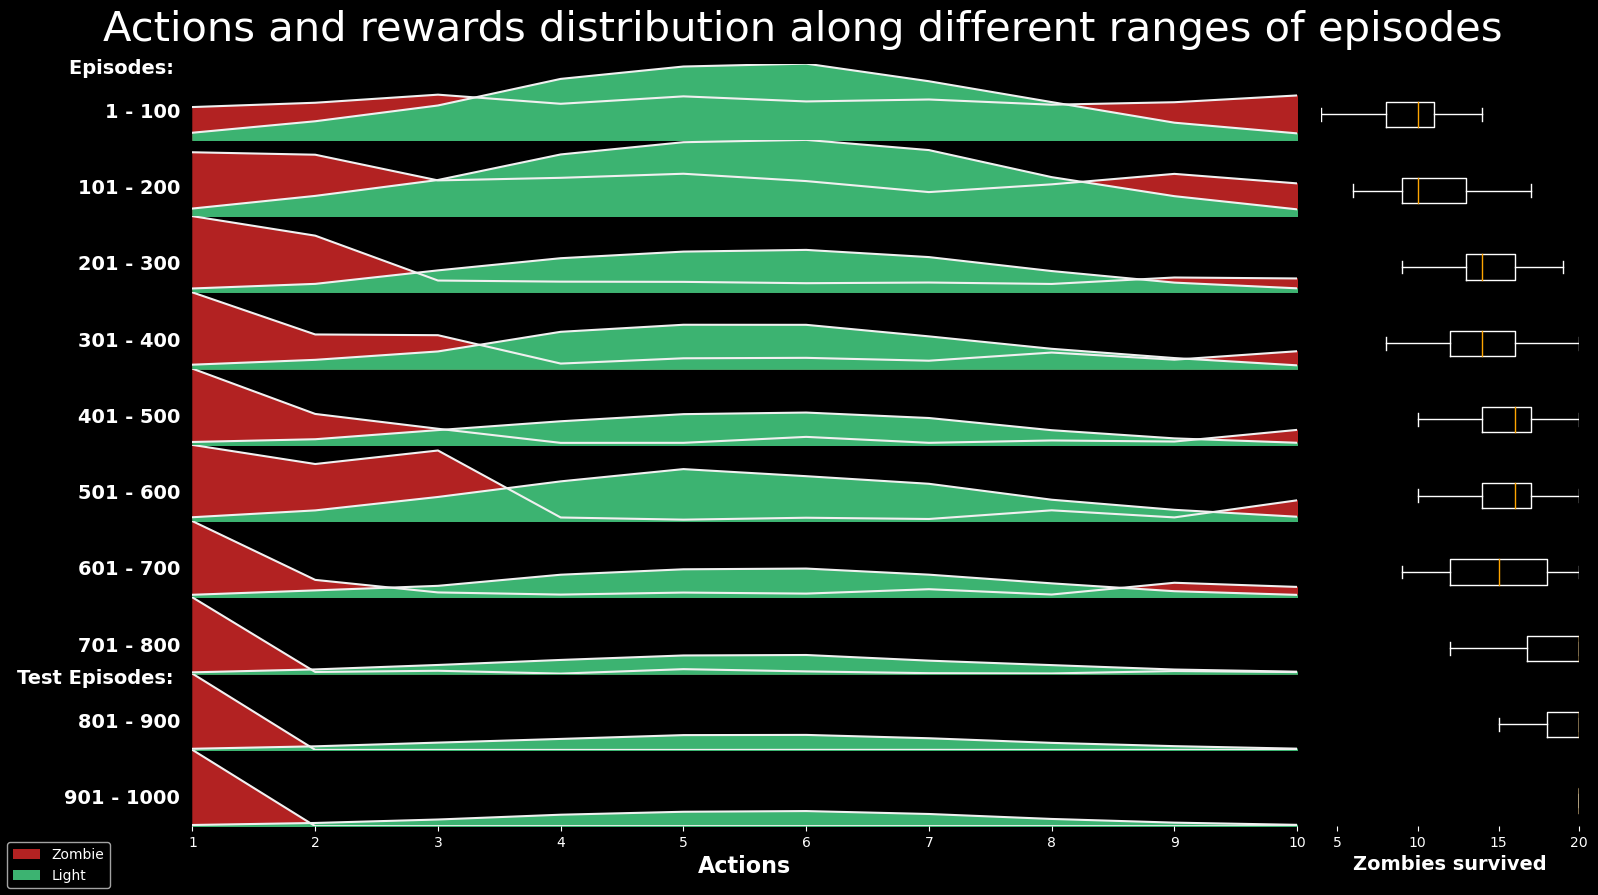 Actions and rewards distribution along different ranges of episodes
Episodes:
1 - 100
101 - 200
201 - 300
301 - 400
401 - 500
501 - 600
601 - 700
701 - 800
Test Episodes:
801 - 900
901 - 1000
1 2 3 4 5 6 7 8 9 10 5 10 15 20
Actions
Zombies survived
Zombie
Light